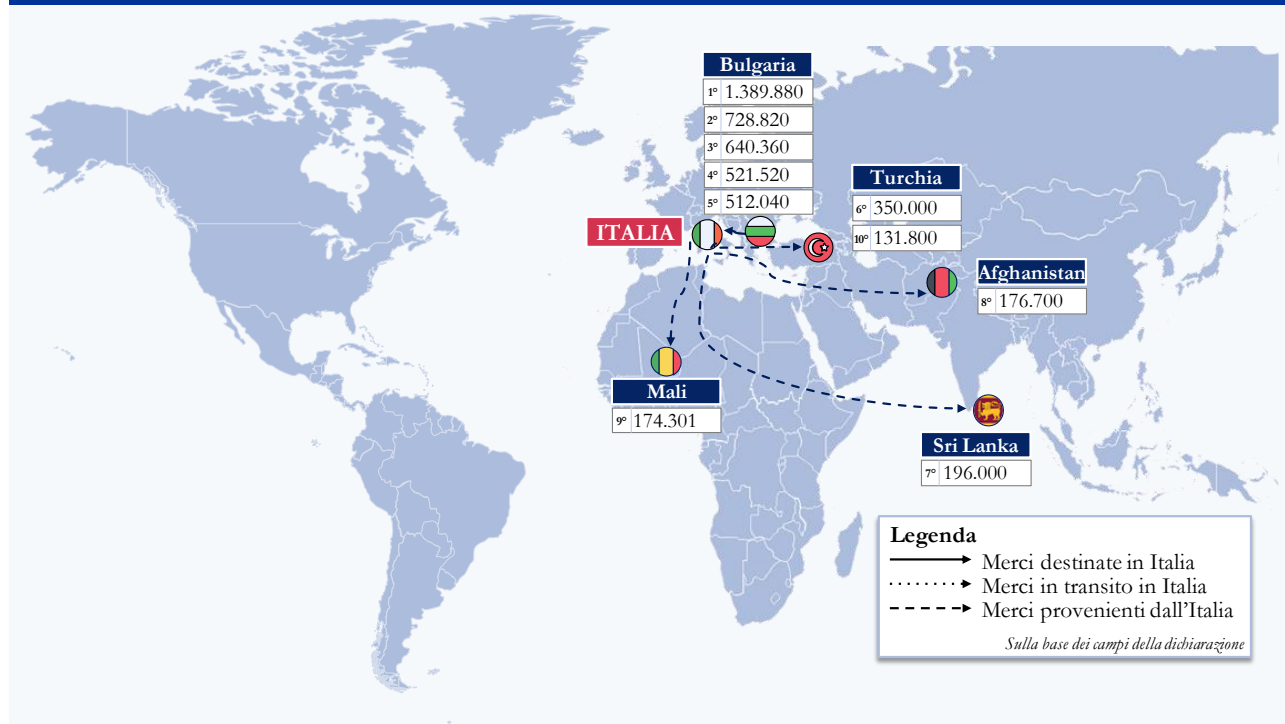 Bulgaria
1° 1.389.880
2° 728.820
3° 640.360
4° 521.520
5° 512.040
Turchia
6° 350.000
10° 131.800
ITALIA
Afghanistan
8° 176.700
Mali
9° 174.301
Sri Lanka
7° 196.000
Legenda
Merci destinate in Italia
Merci in transito in Italia
Merci provenienti dall'Italia
Sulla base dei campi della dichiarazione